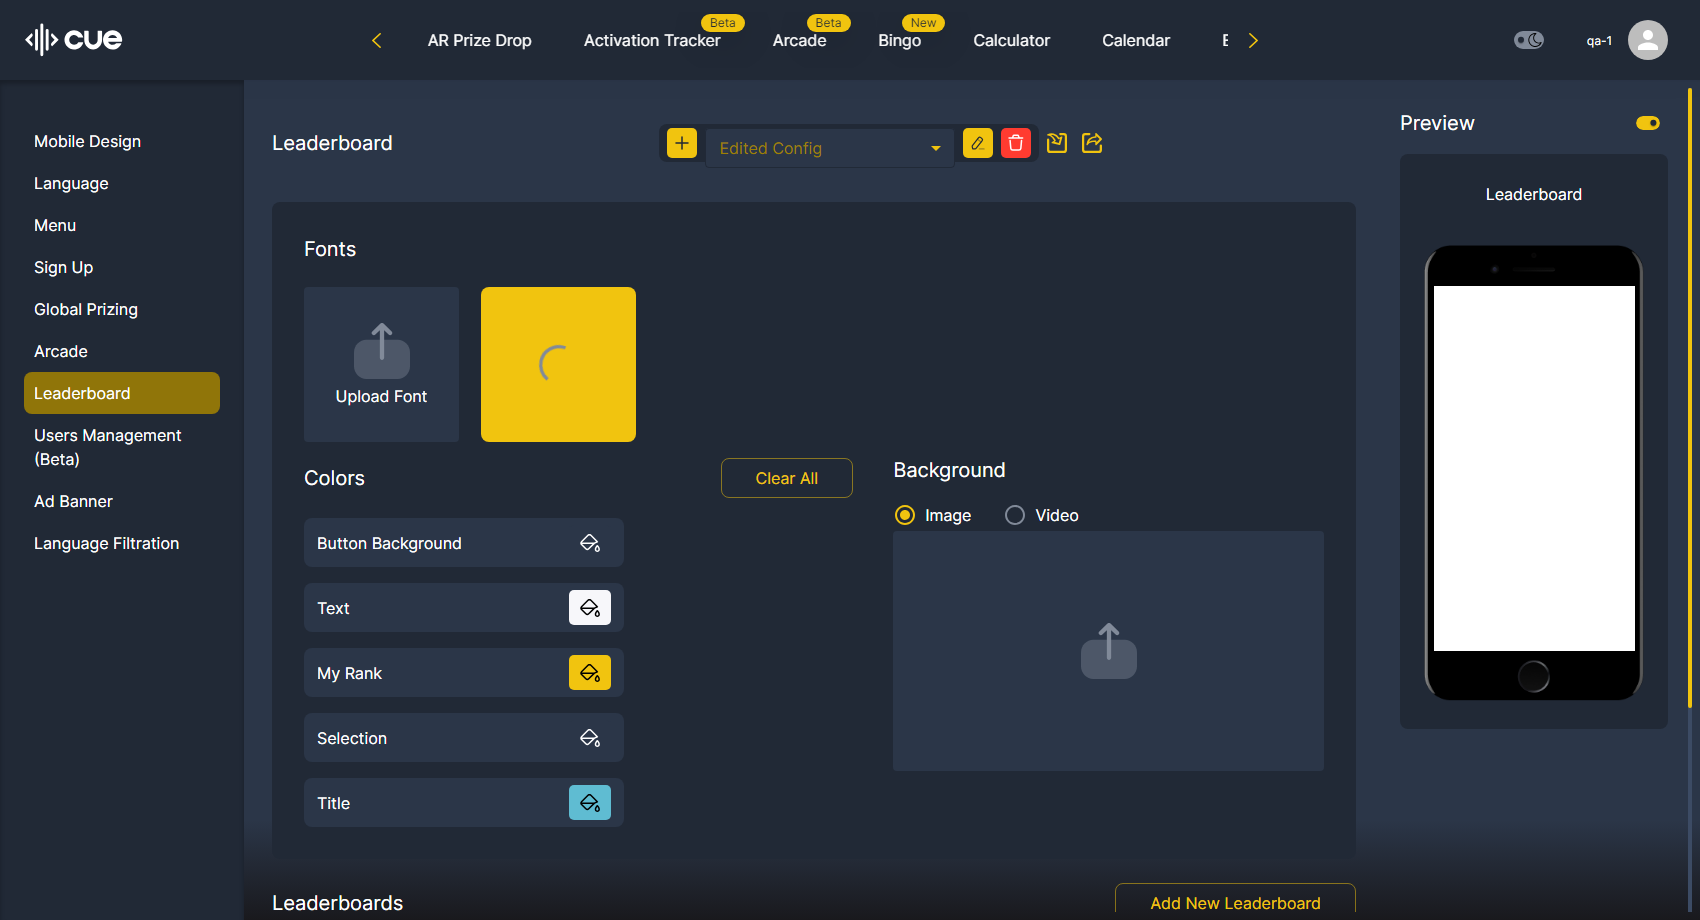 cue
AR Prize Drop
Activation Tracker
Beta
Arcade
Beta
Bingo
New
Calculator
Calendar
qa-1
Mobile Design
Language
Menu
Sign Up
Global Prizing
Arcade
Leaderboard
Users Management
(Beta)
Ad Banner
Language Filtration
Leaderboard
Edited Config
Fonts
Upload Font
Colors
Clear All
Button Background
Text
My Rank
Selection
Title
Background
Image
Video
Leaderboards
Add New Leaderboard
Preview
Leaderboard